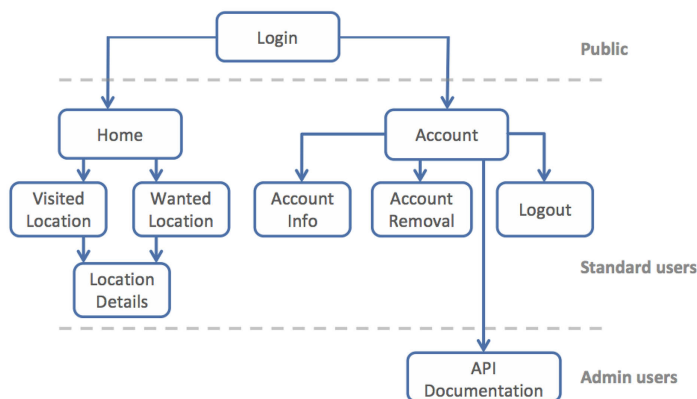 Login
Public
Home
Account
Visited
Location
Wanted
Location
Account
Info
Account
Removal
Logout
Location
Details
Standard users
API
Documentation
Admin users